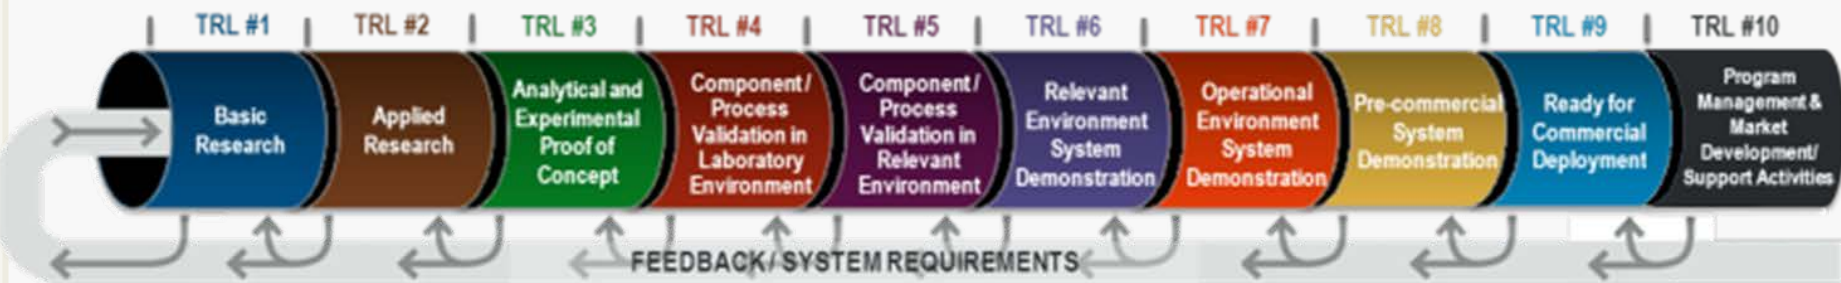 TRL #1 TRL #2 TRL #3 TRL #4 TRL #5 TRL #6 TRL #7 TRL #8 TRL #9 TRL #10
Basic
Research
Applied
Research
Analytical and
Experimental
Proof of
Concept
Component /
Process
Validation in
Laboratory
Environment
Component /
Process
Validation in
Relevant
Environment
Relevant
Environment
System
Demonstration
Operational
Environment
System
Demonstration
Pre-commercial
System
Demonstration
Ready for
Commercial
Deployment
Program
Management &
Market
Development/
Support Activities
FEEDBACK / SYSTEM REQUIREMENTS